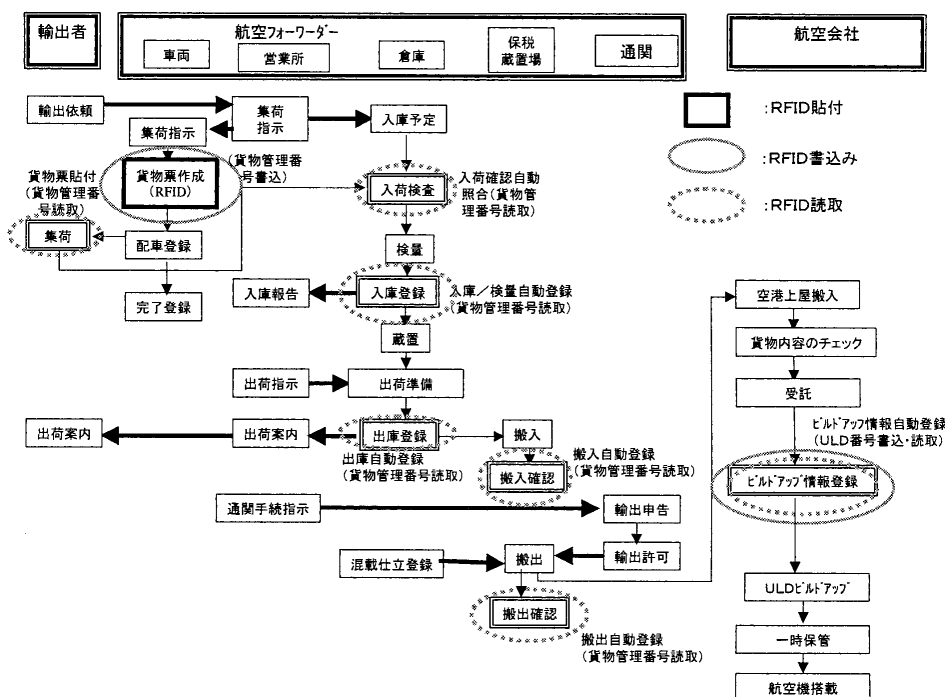 輸出者
航空フォーワーダー
車両
営業所
倉庫
保税
蔵置場
通関
航空会社
輸出依頼
集荷
指示
入庫予定
:RFID貼付
集荷指示
(貨物管理番
号書込)
:RFID書込み
貨物票貼付
(貨物管理番
号読取)
貨物票作成
(RFID)
入荷検査
入荷確認自動
照合(貨物管
理番号読取)
:RFID読取
集荷
配車登録
検量
完了登録
入庫報告
入庫登録
入庫/検量自動登録
(貨物管理番号読取)
空港上屋搬入
蔵置
貨物内容のチェック
出荷指示
出荷準備
受託
ビルドアップ情報自動登録
(ULD番号書込・読取)
出荷案内
出荷案内
出庫登録
搬入
出庫自動登録
(貨物管理番号読取)
搬入自動登録
(貨物管理番号読取)
搬入確認
ビルドアップ情報登録
通関手続指示
輸出申告
混載仕立登録
搬出
輸出許可
ULDビルドアップ
搬出確認
搬出自動登録
(貨物管理番号読取)
一時保管
航空機搭載